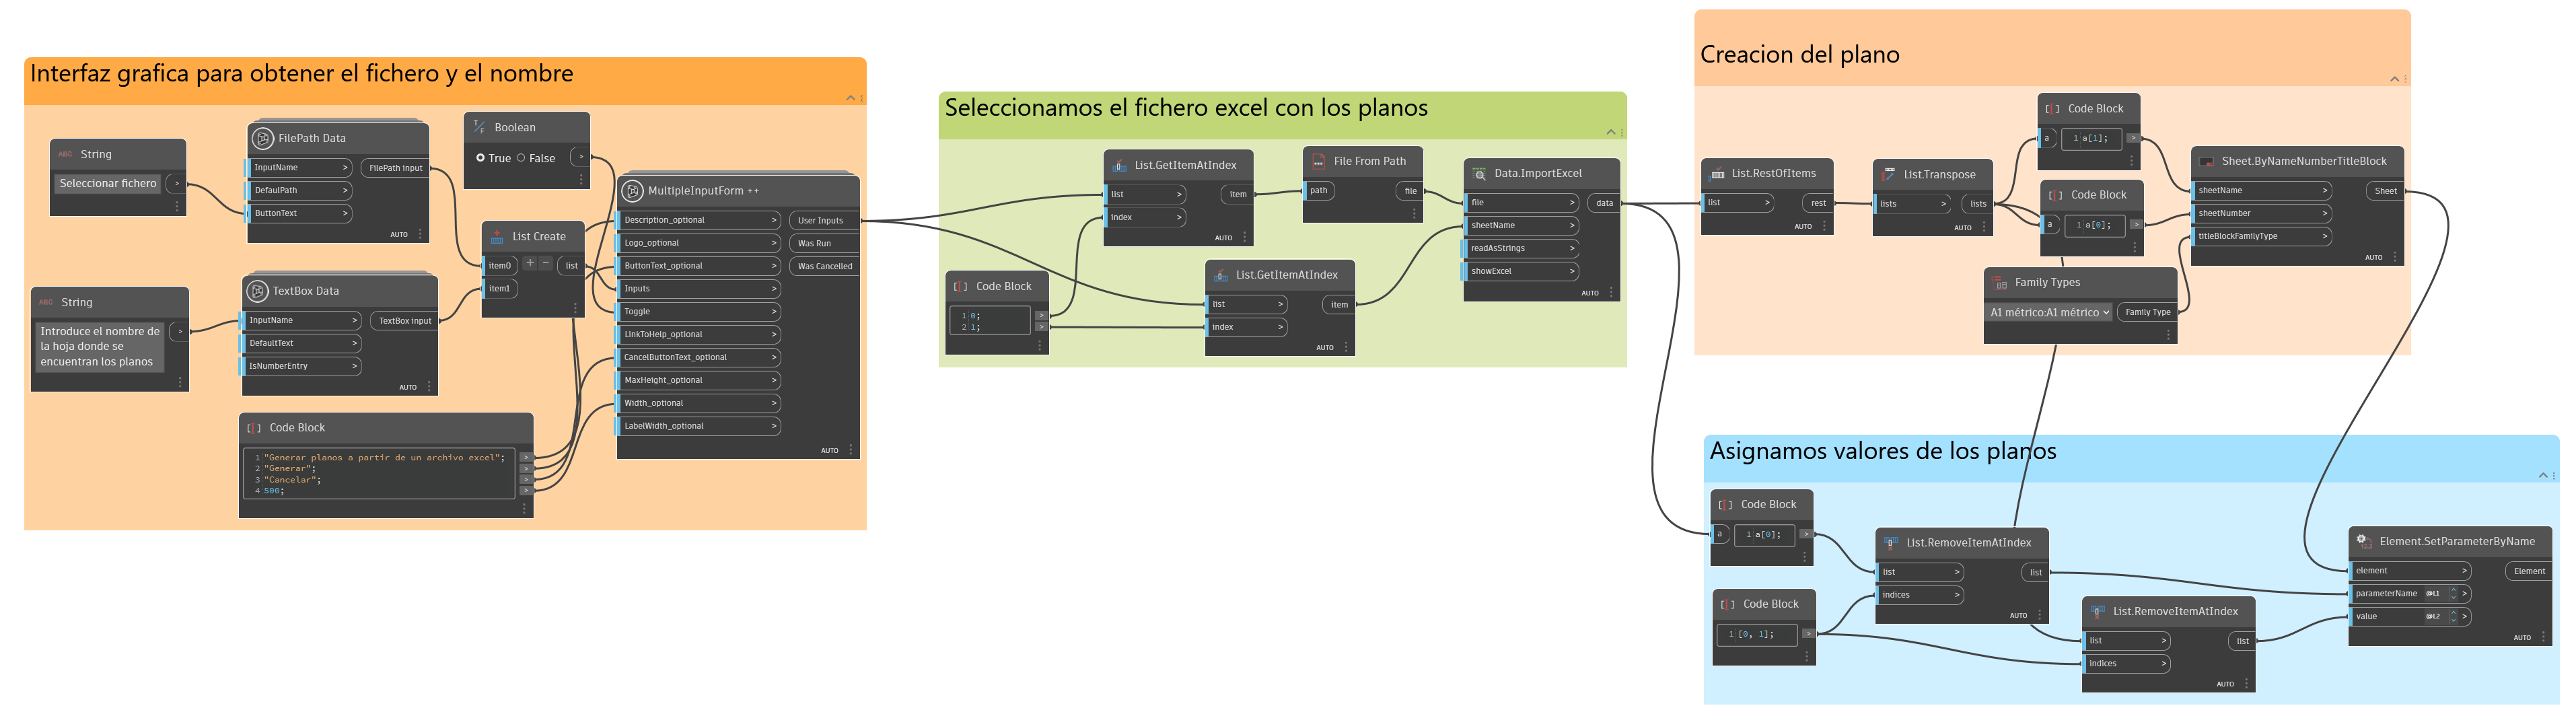 Interfaz grafica para obtener el fichero y el nombre
String
Seleccionar fichero
>
FilePath Data
InputName >
DefaulPath >
ButtonText >
FilePath input
AUTO
Boolean
True False
>
String
Introduce el nombre de
la hoja donde se
encuentran los planos
>
TextBox Data
InputName >
DefaultText >
IsNumberEntry >
TextBox input
AUTO
List Create
item0 + - list
item1
Code Block
1 "Generar planos a partir de un archivo excel"; >
2 "Generar"; >
3 "Cancelar"; >
4 500; >
MultipleInputForm ++
Description_optional > User Inputs
Logo_optional > Was Run
ButtonText_optional > Was Cancelled
Inputs >
Toggle >
LinkToHelp_optional >
CancelButtonText_optional >
MaxHeight_optional >
Width_optional >
LabelWidth_optional >
AUTO
Seleccionamos el fichero excel con los planos
Code Block
1 0; >
2 1; >
List.GetItemAtIndex
list > item
index >
AUTO
List.GetItemAtIndex
list > item
index >
AUTO
File From Path
path file
Data.ImportExcel
file > data
sheetName >
readAsStrings >
showExcel >
AUTO
Creacion del plano
List.RestOfItems
list > rest
AUTO
List.Transpose
lists > lists
AUTO
Code Block
a 1 a[1]; >
Code Block
a 1 a[0]; >
Family Types
A1 métrico:A1 métrico Family Type
Sheet.ByNameNumberTitleBlock
sheetName > Sheet
sheetNumber >
titleBlockFamilyType >
AUTO
Asignamos valores de los planos
Code Block
a 1 a[0]; >
Code Block
1 [0, 1]; >
List.RemoveItemAtIndex
list > list
indices >
AUTO
List.RemoveItemAtIndex
list > list
indices >
AUTO
Element.SetParameterByName
element > Element
parameterName @L1 >
value @L2 >
AUTO